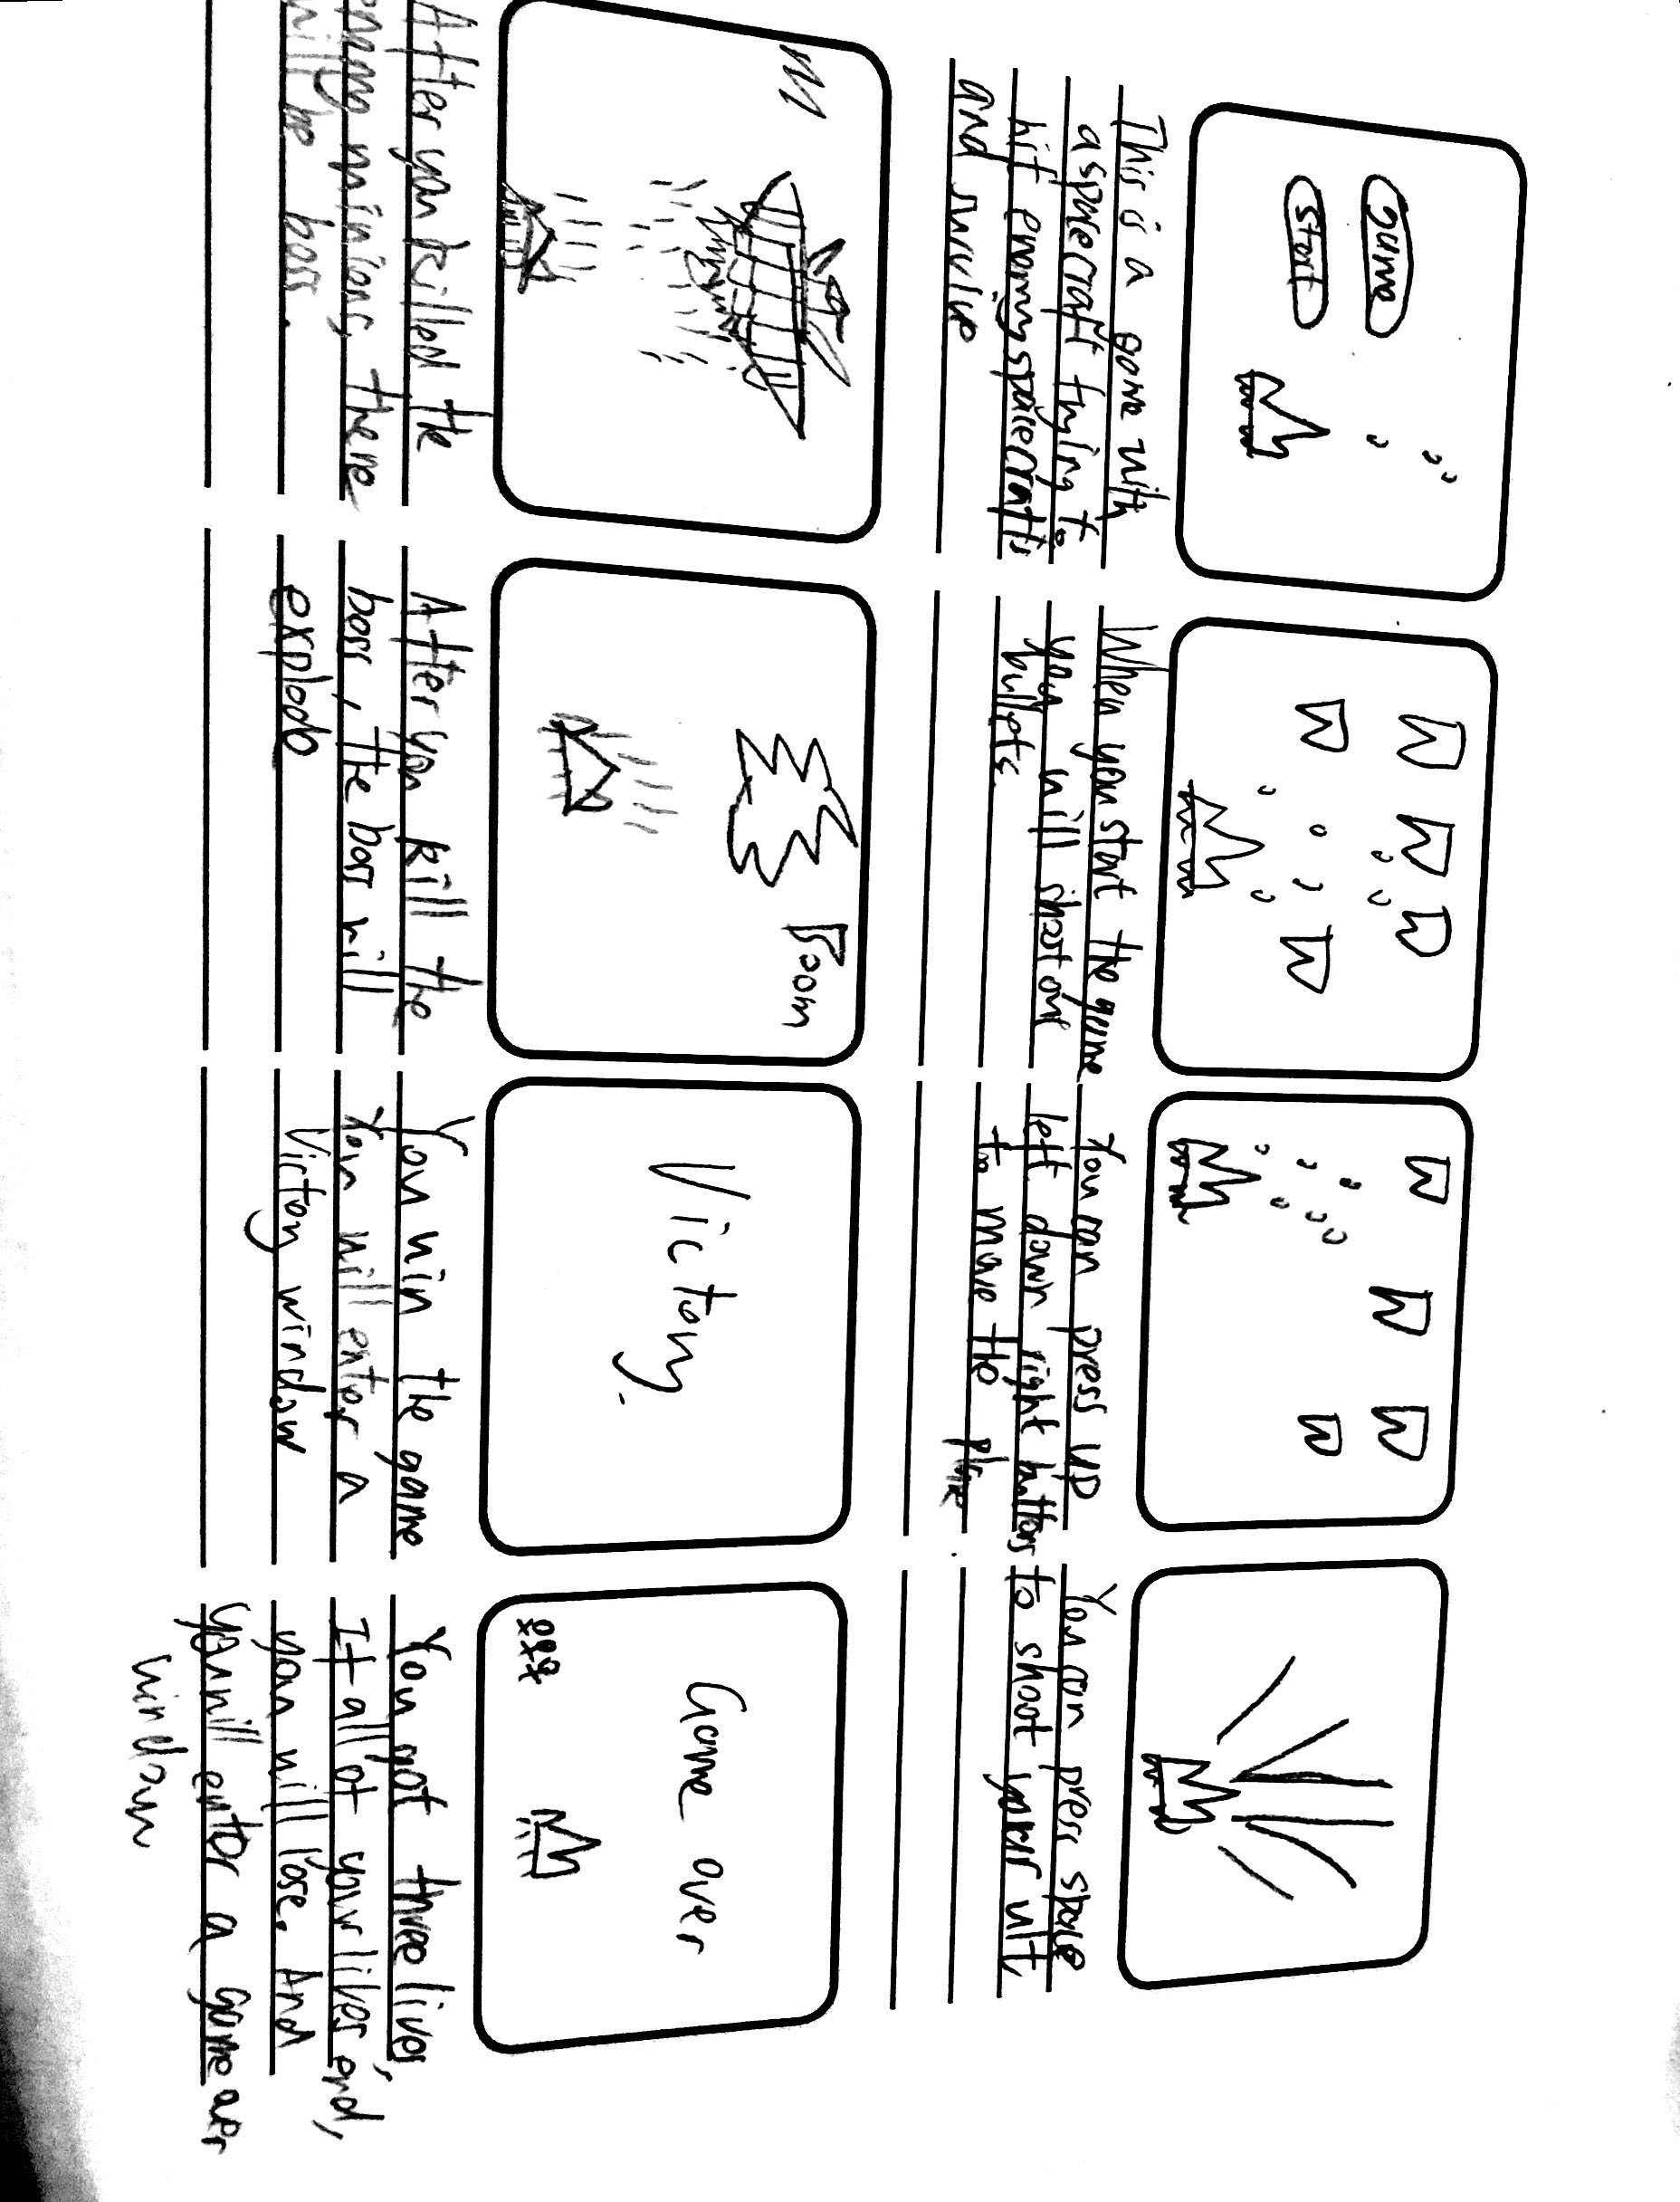 game
start
This is a game with
a spacecraft trying to
hit enemy spacecrafts
and survive
When you start the game
you will shoot out
bullets.
You can press up
left down right buttons
to move the plane
You can press space
to shoot your ult.
After you killed the
enemy minions, there
will be boss.
Boom
After you kill the
boss, the boss will
explode
Victory.
You win the game
You will enter a
Victory window
Game over
You got three lives,
If all of your lives end,
you will lose. And
you will enter a game over
window